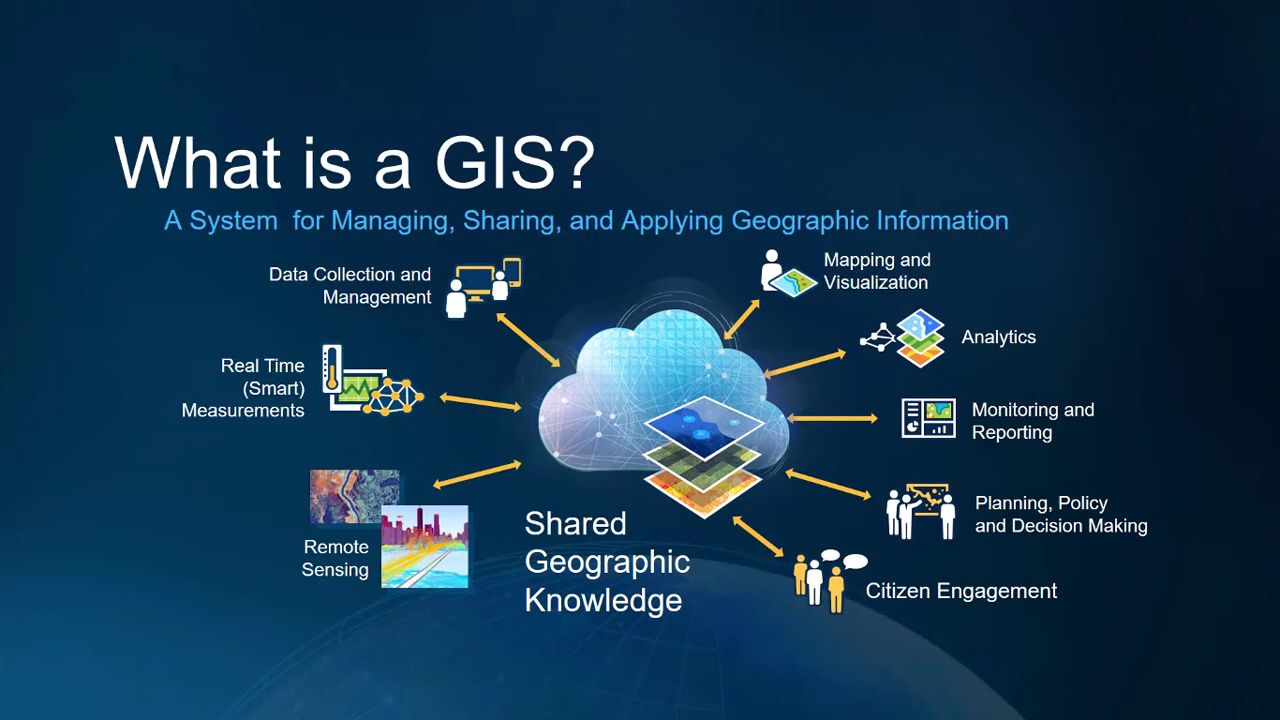 What is a GIS?
A System for Managing, Sharing, and Applying Geographic Information
Data Collection and
Management
Real Time
(Smart)
Measurements
Remote
Sensing
Shared
Geographic
Knowledge
Mapping and
Visualization
Analytics
Monitoring and
Reporting
Planning, Policy
and Decision Making
Citizen Engagement